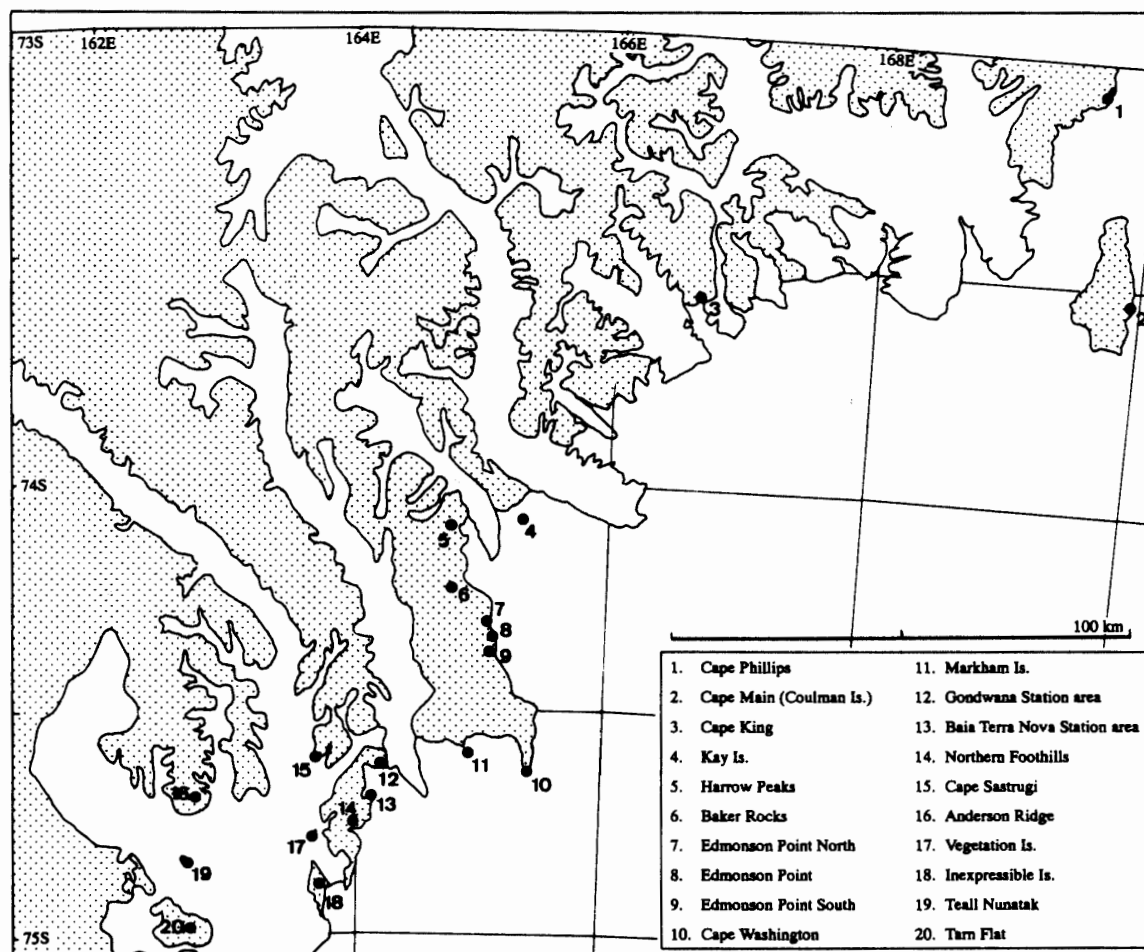 73S 162E 164E 166E 168E
1
2
3
74S
4
5
6
7
8
9
100 km
15
12
11
10
16
13
14
17
19
18
20
75S
1. Cape Phillips
2. Cape Main (Coulman Is.)
3. Cape King
4. Kay Is.
5. Harrow Peaks
6. Baker Rocks
7. Edmonson Point North
8. Edmonson Point
9. Edmonson Point South
10. Cape Washington
11. Markham Is.
12. Gondwana Station area
13. Baia Terra Nova Station area
14. Northern Foothills
15. Cape Sastrugi
16. Anderson Ridge
17. Vegetation Is.
18. Inexpressible Is.
19. Teall Nunatak
20. Tarn Flat